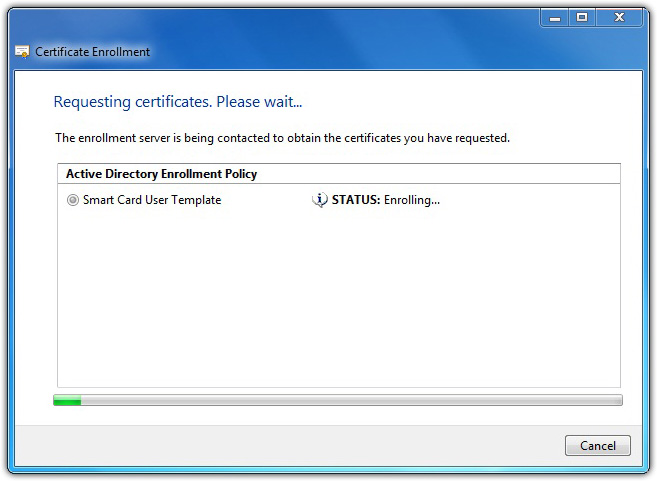 Certificate Enrollment
Requesting certificates. Please wait...
The enrollment server is being contacted to obtain the certificates you have requested.
Active Directory Enrollment Policy
Smart Card User Template STATUS: Enrolling...
Cancel